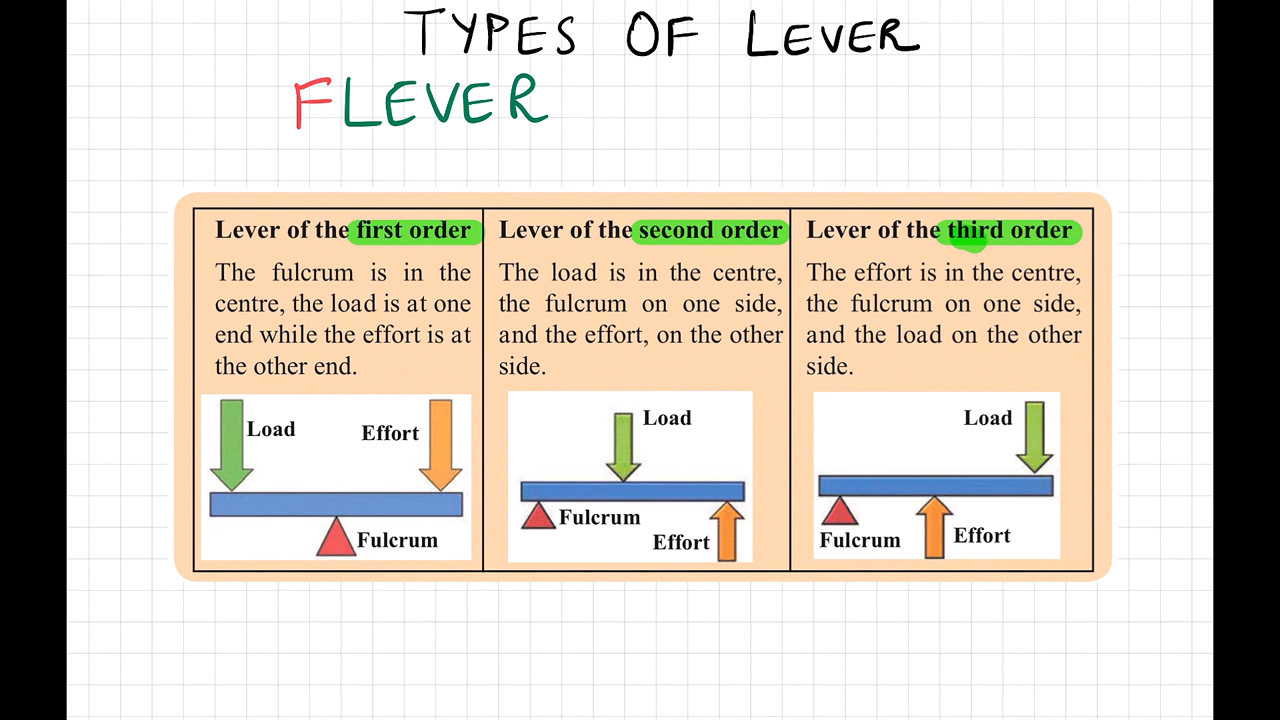 TYPES OF LEVER
FLEVER
Lever of the first order
The fulcrum is in the
centre, the load is at one
end while the effort is at
the other end.
Load
Effort
Fulcrum
Lever of the second order
The load is in the centre,
the fulcrum on one side,
and the effort, on the other
side.
Load
Fulcrum
Effort
Lever of the third order
The effort is in the centre,
the fulcrum on one side,
and the load on the other
side.
Load
Fulcrum
Effort